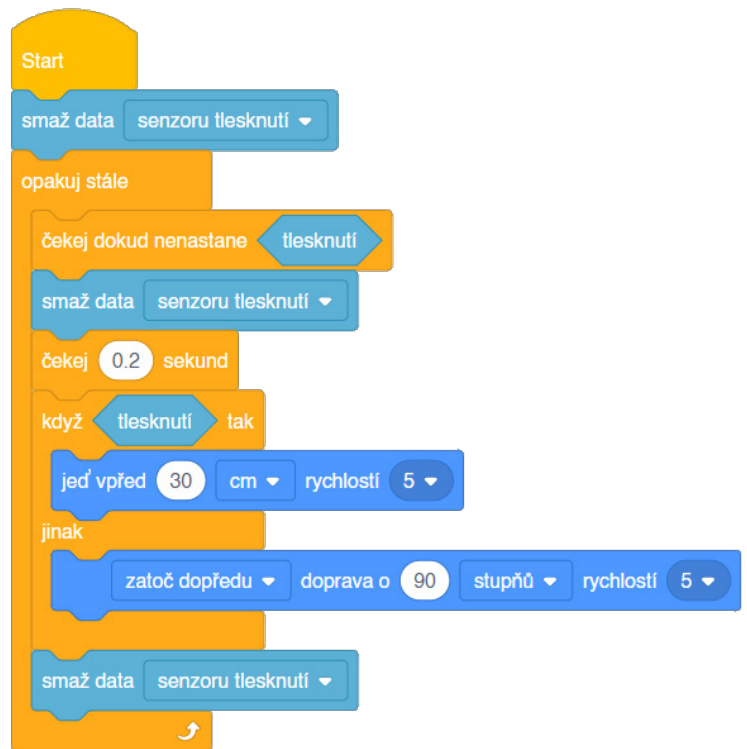 Start
smaž data senzoru tlesknutí
opakuj stále
čekej dokud nenastane tlesknutí
smaž data senzoru tlesknutí
čekej 0.2 sekund
když tlesknutí tak
jeď vpřed 30 cm rychlostí 5
jinak
zatoč dopředu doprava o 90 stupňů rychlostí 5
smaž data senzoru tlesknutí